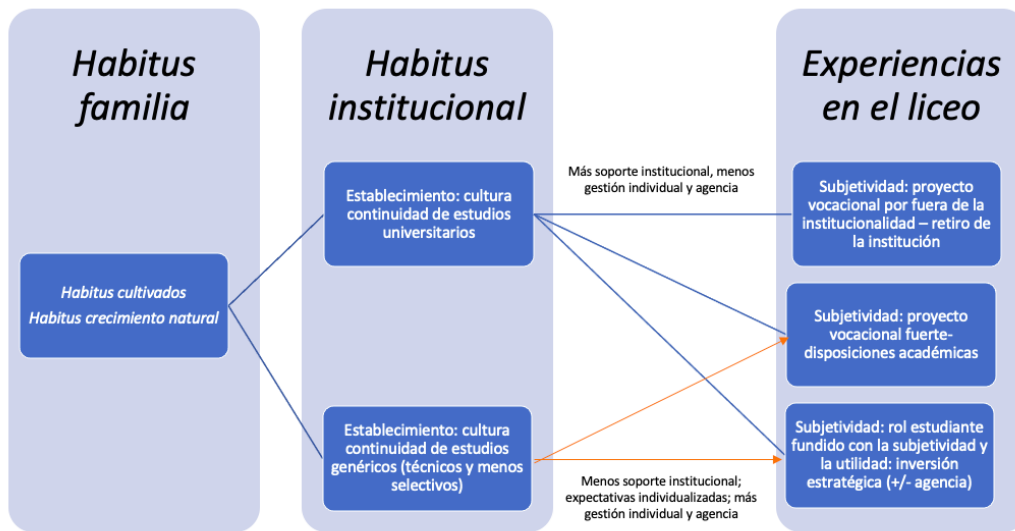 Habitus
familia
Habitus
institucional
Experiencias
en el liceo
Habitus cultivados
Habitus crecimiento natural
Establecimiento: cultura
continuidad de estudios
universitarios
Establecimiento: cultura
continuidad de estudios
genéricos (técnicos y menos
selectivos)
Más soporte institucional, menos
gestión individual y agencia
Menos soporte institucional;
expectativas individualizadas; más
gestión individual y agencia
Subjetividad: proyecto
vocacional por fuera de la
institucionalidad – retiro de
la institución
Subjetividad: proyecto
vocacional fuerte-
disposiciones académicas
Subjetividad: rol estudiante
fundido con la subjetividad y
la utilidad: inversión
estratégica (+/- agencia)